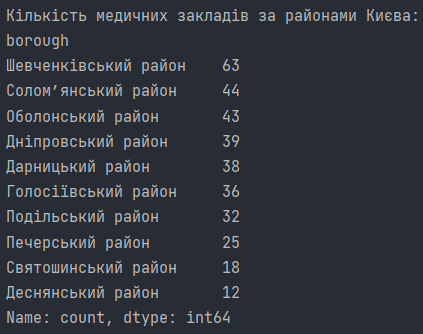 Кількість медичних закладів за районами Києва:
borough
Шевченківський район    63
Солом’янський район     44
Оболонський район       43
Дніпровський район      39
Дарницький район        38
Голосіївський район     36
Подільський район       32
Печерський район        25
Святошинський район     18
Деснянський район       12
Name: count, dtype: int64